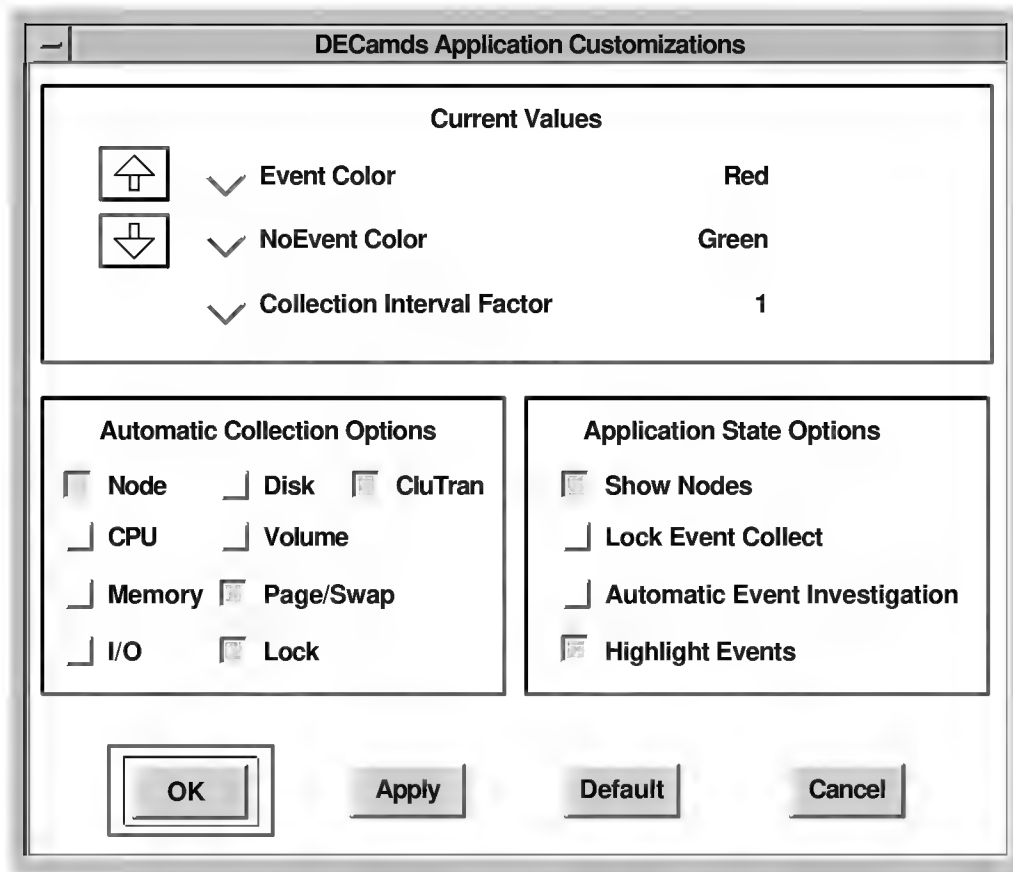 DECamds Application Customizations
Current Values
Event Color Red
NoEvent Color Green
Collection Interval Factor 1
Automatic Collection Options
Node Disk CluTran
CPU Volume
Memory Page/Swap
I/O Lock
Application State Options
Show Nodes
Lock Event Collect
Automatic Event Investigation
Highlight Events
OK Apply Default Cancel